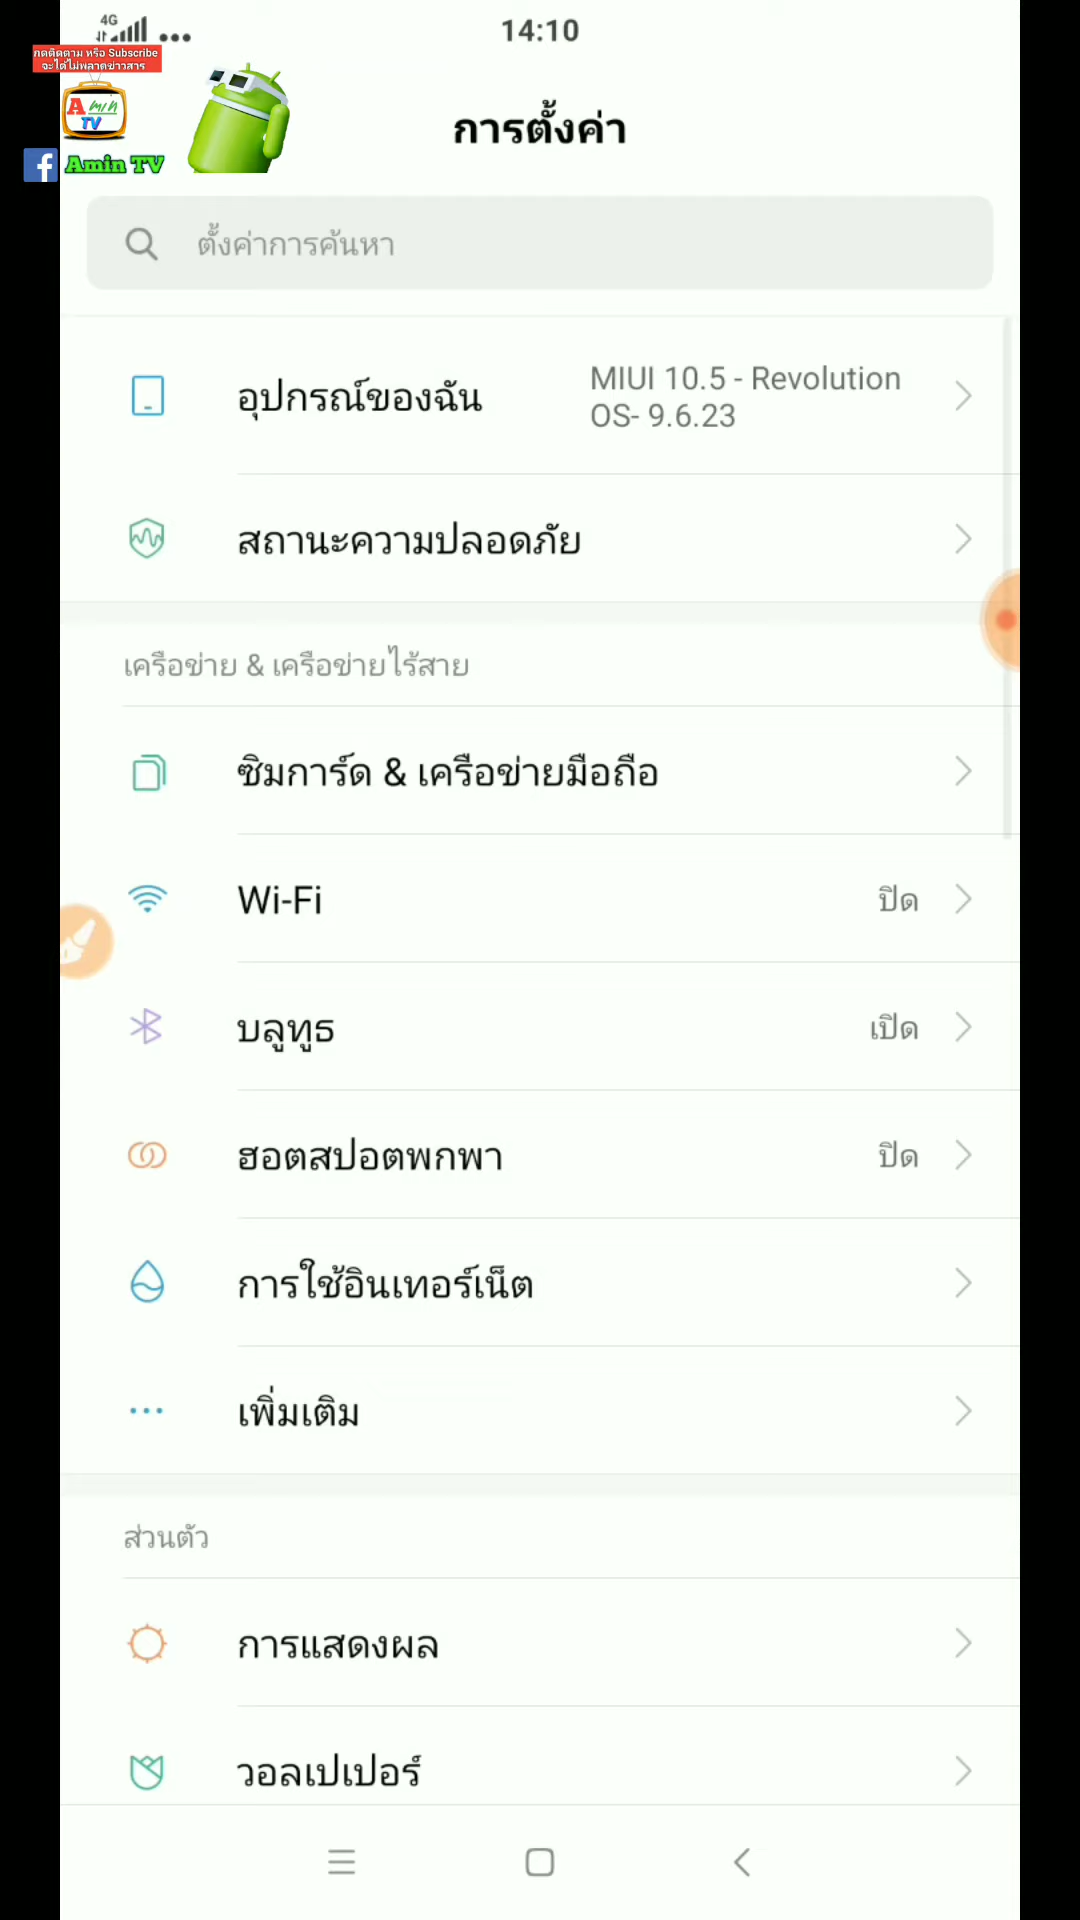 4G
14:10
กดติดตาม หรือ Subscribe
จะได้ไม่พลาดข่าวสาร
A min
TV
f Amin TV
การตั้งค่า
ตั้งค่าการค้นหา
อุปกรณ์ของฉัน
MIUI 10.5 - Revolution
OS- 9.6.23
สถานะความปลอดภัย
เครือข่าย & เครือข่ายไร้สาย
ซิมการ์ด & เครือข่ายมือถือ
Wi-Fi ปิด
บลูทูธ เปิด
ฮอตสปอตพกพา ปิด
การใช้อินเทอร์เน็ต
เพิ่มเติม
ส่วนตัว
การแสดงผล
วอลเปเปอร์